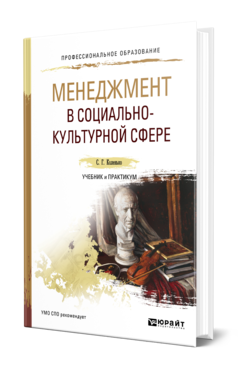 ПРОФЕССИОНАЛЬНОЕ ОБРАЗОВАНИЕ
МЕНЕДЖМЕНТ
В СОЦИАЛЬНО-
КУЛЬТУРНОЙ СФЕРЕ
С. Г.
УЧЕБНИК и ПРАКТИКУМ
УМО СПО рекомендует
юрайт